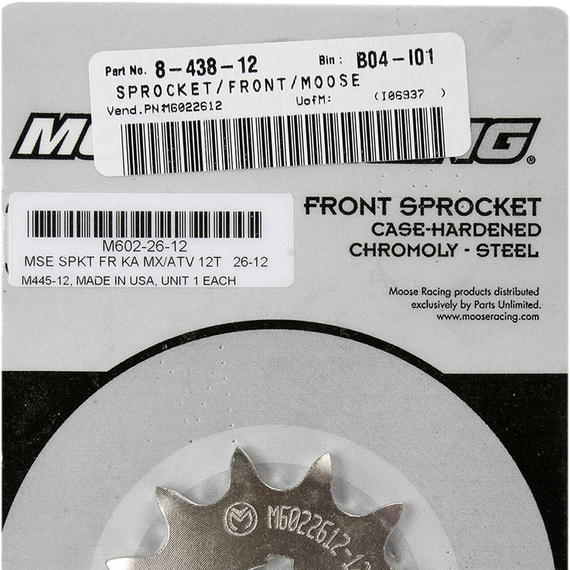 Part No. 8-438-12 Bin: B04-I01
SPROCKET/FRONT/MOOSE
Vend.PN:M6022612 UofM: (I06937 )
FRONT SPROCKET
CASE-HARDENED
CHROMOLY - STEEL
M602-26-12
MSE SPKT FR KA MX/ATV 12T 26-12
M445-12, MADE IN USA, UNIT 1 EACH
Moose Racing products distributed
exclusively by Parts Unlimited.
www.mooseracing.com
M6022612-12